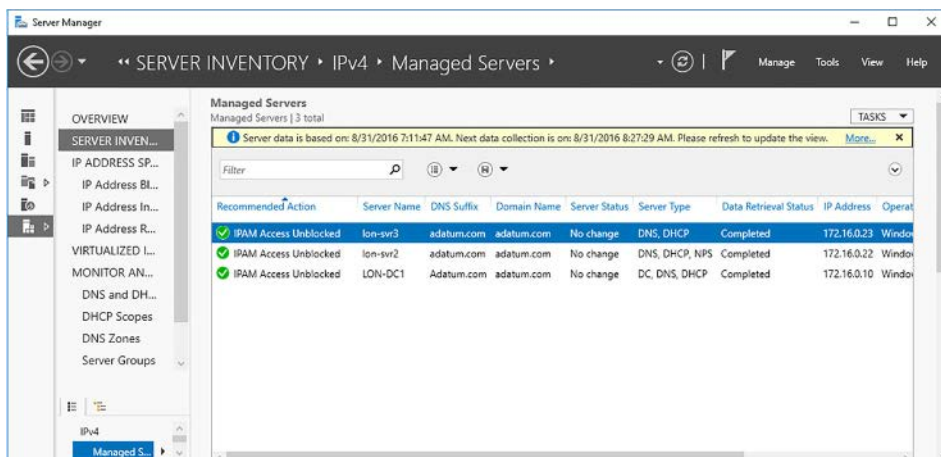 Server Manager
SERVER INVENTORY ‣ IPv4 ‣ Managed Servers ‣
Manage Tools View Help
OVERVIEW
SERVER INVEN...
IP ADDRESS SP...
IP Address Bl...
IP Address In...
IP Address R...
VIRTUALIZED I...
MONITOR AN...
DNS and DH...
DHCP Scopes
DNS Zones
Server Groups
IPv4
Managed S...
Managed Servers
Managed Servers | 3 total
TASKS
Server data is based on: 8/31/2016 7:11:47 AM. Next data collection is on: 8/31/2016 8:27:29 AM. Please refresh to update the view. More...
Filter
Recommended Action Server Name DNS Suffix Domain Name Server Status Server Type Data Retrieval Status IP Address Operat
IPAM Access Unblocked lon-svr3 adatum.com adatum.com No change DNS, DHCP Completed 172.16.0.23 Windo
IPAM Access Unblocked lon-svr2 adatum.com adatum.com No change DNS, DHCP, NPS Completed 172.16.0.22 Windo
IPAM Access Unblocked LON-DC1 Adatum.com adatum.com No change DC, DNS, DHCP Completed 172.16.0.10 Windo